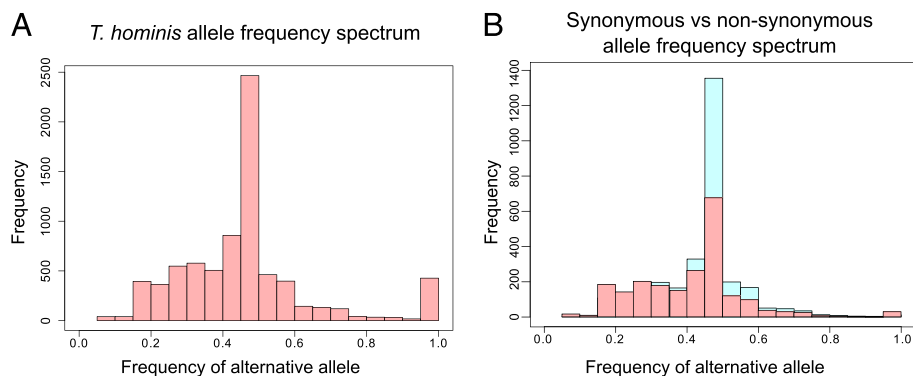 A
T. hominis allele frequency spectrum
Frequency
2500
2000
1500
1000
500
0
0.0 0.2 0.4 0.6 0.8 1.0
Frequency of alternative allele
B
Synonymous vs non-synonymous
allele frequency spectrum
Frequency
1400
1200
1000
800
600
400
200
0
0.0 0.2 0.4 0.6 0.8 1.0
Frequency of alternative allele